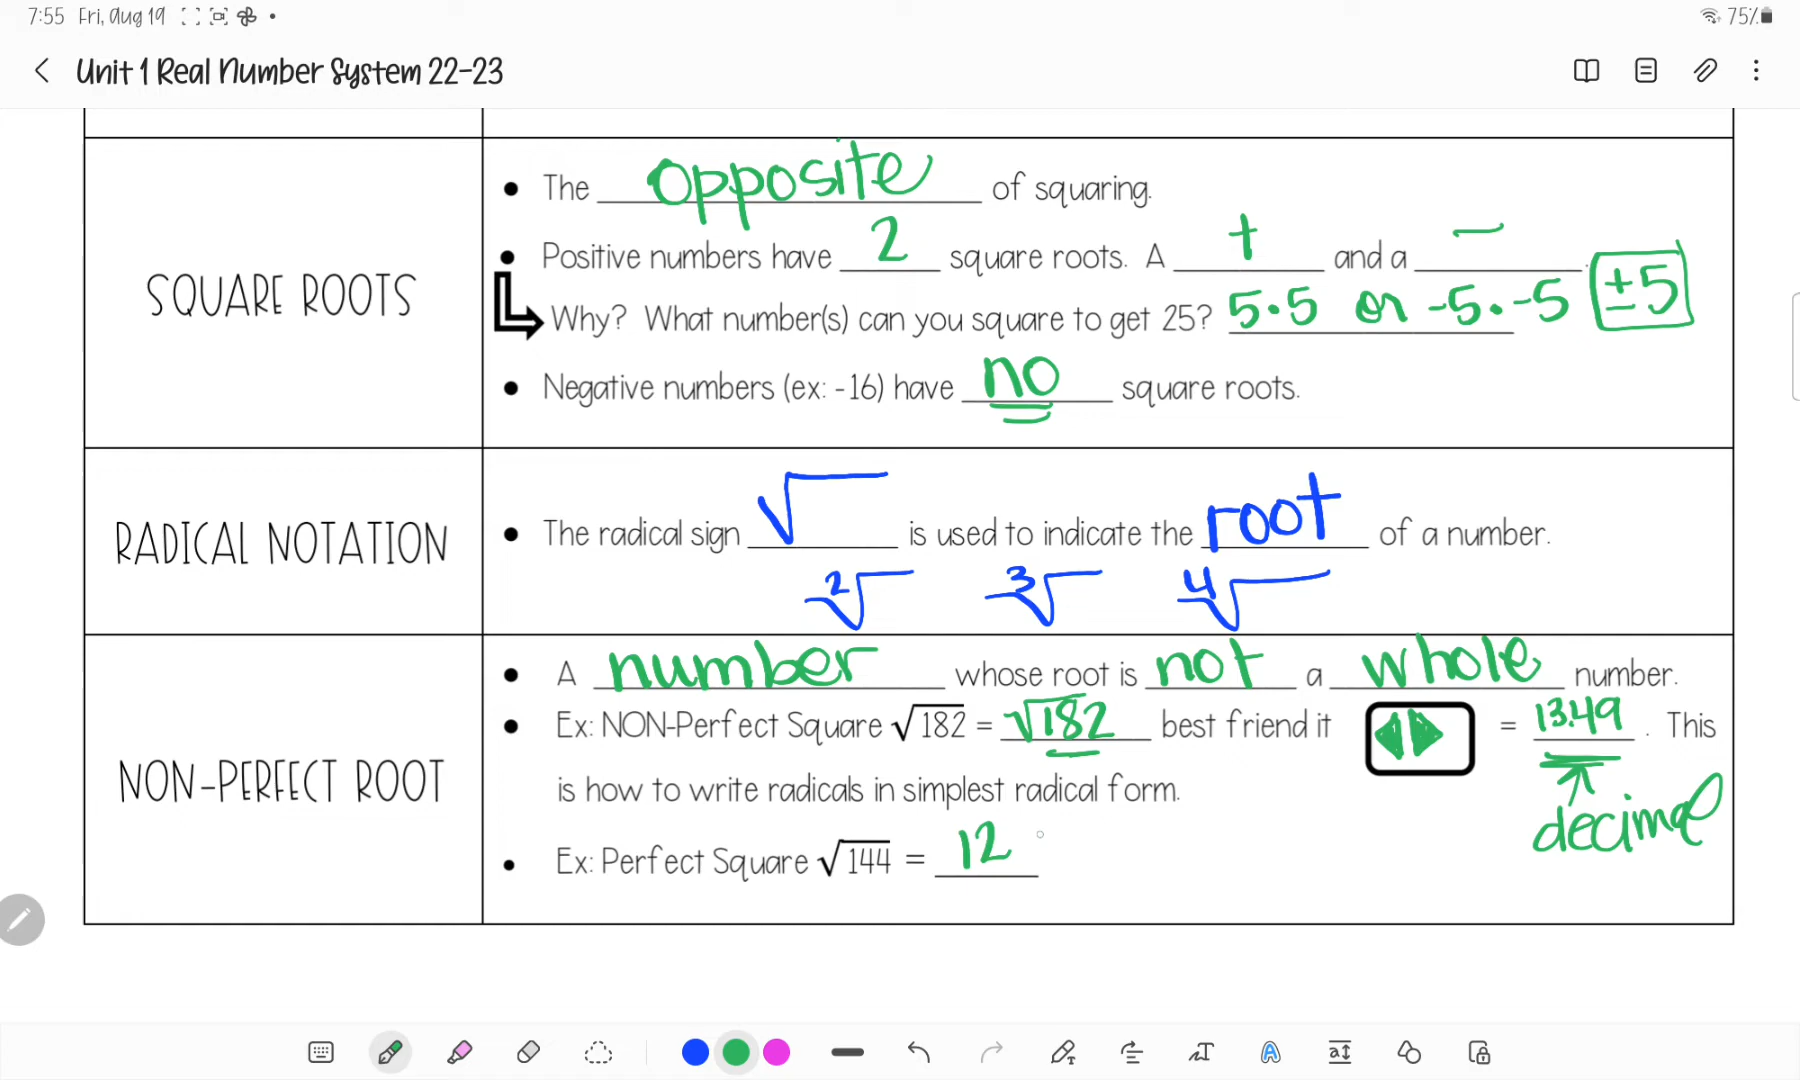 7:55 Fri, Aug 19 75%
Unit 1 Real Number System 22-23
SQUARE ROOTS
• The opposite of squaring.
• Positive numbers have 2 square roots. A + and a −.
Why? What number(s) can you square to get 25? 5·5 or -5·-5 ±5
• Negative numbers (ex: -16) have no square roots.
RADICAL NOTATION
• The radical sign √ is used to indicate the root of a number.
2√ 3√ 4√
NON-PERFECT ROOT
• A number whose root is not a whole number.
• Ex: NON-Perfect Square √182 = √182 best friend it ◀▶ = 13.49. This
is how to write radicals in simplest radical form.
decimal
• Ex: Perfect Square √144 = 12